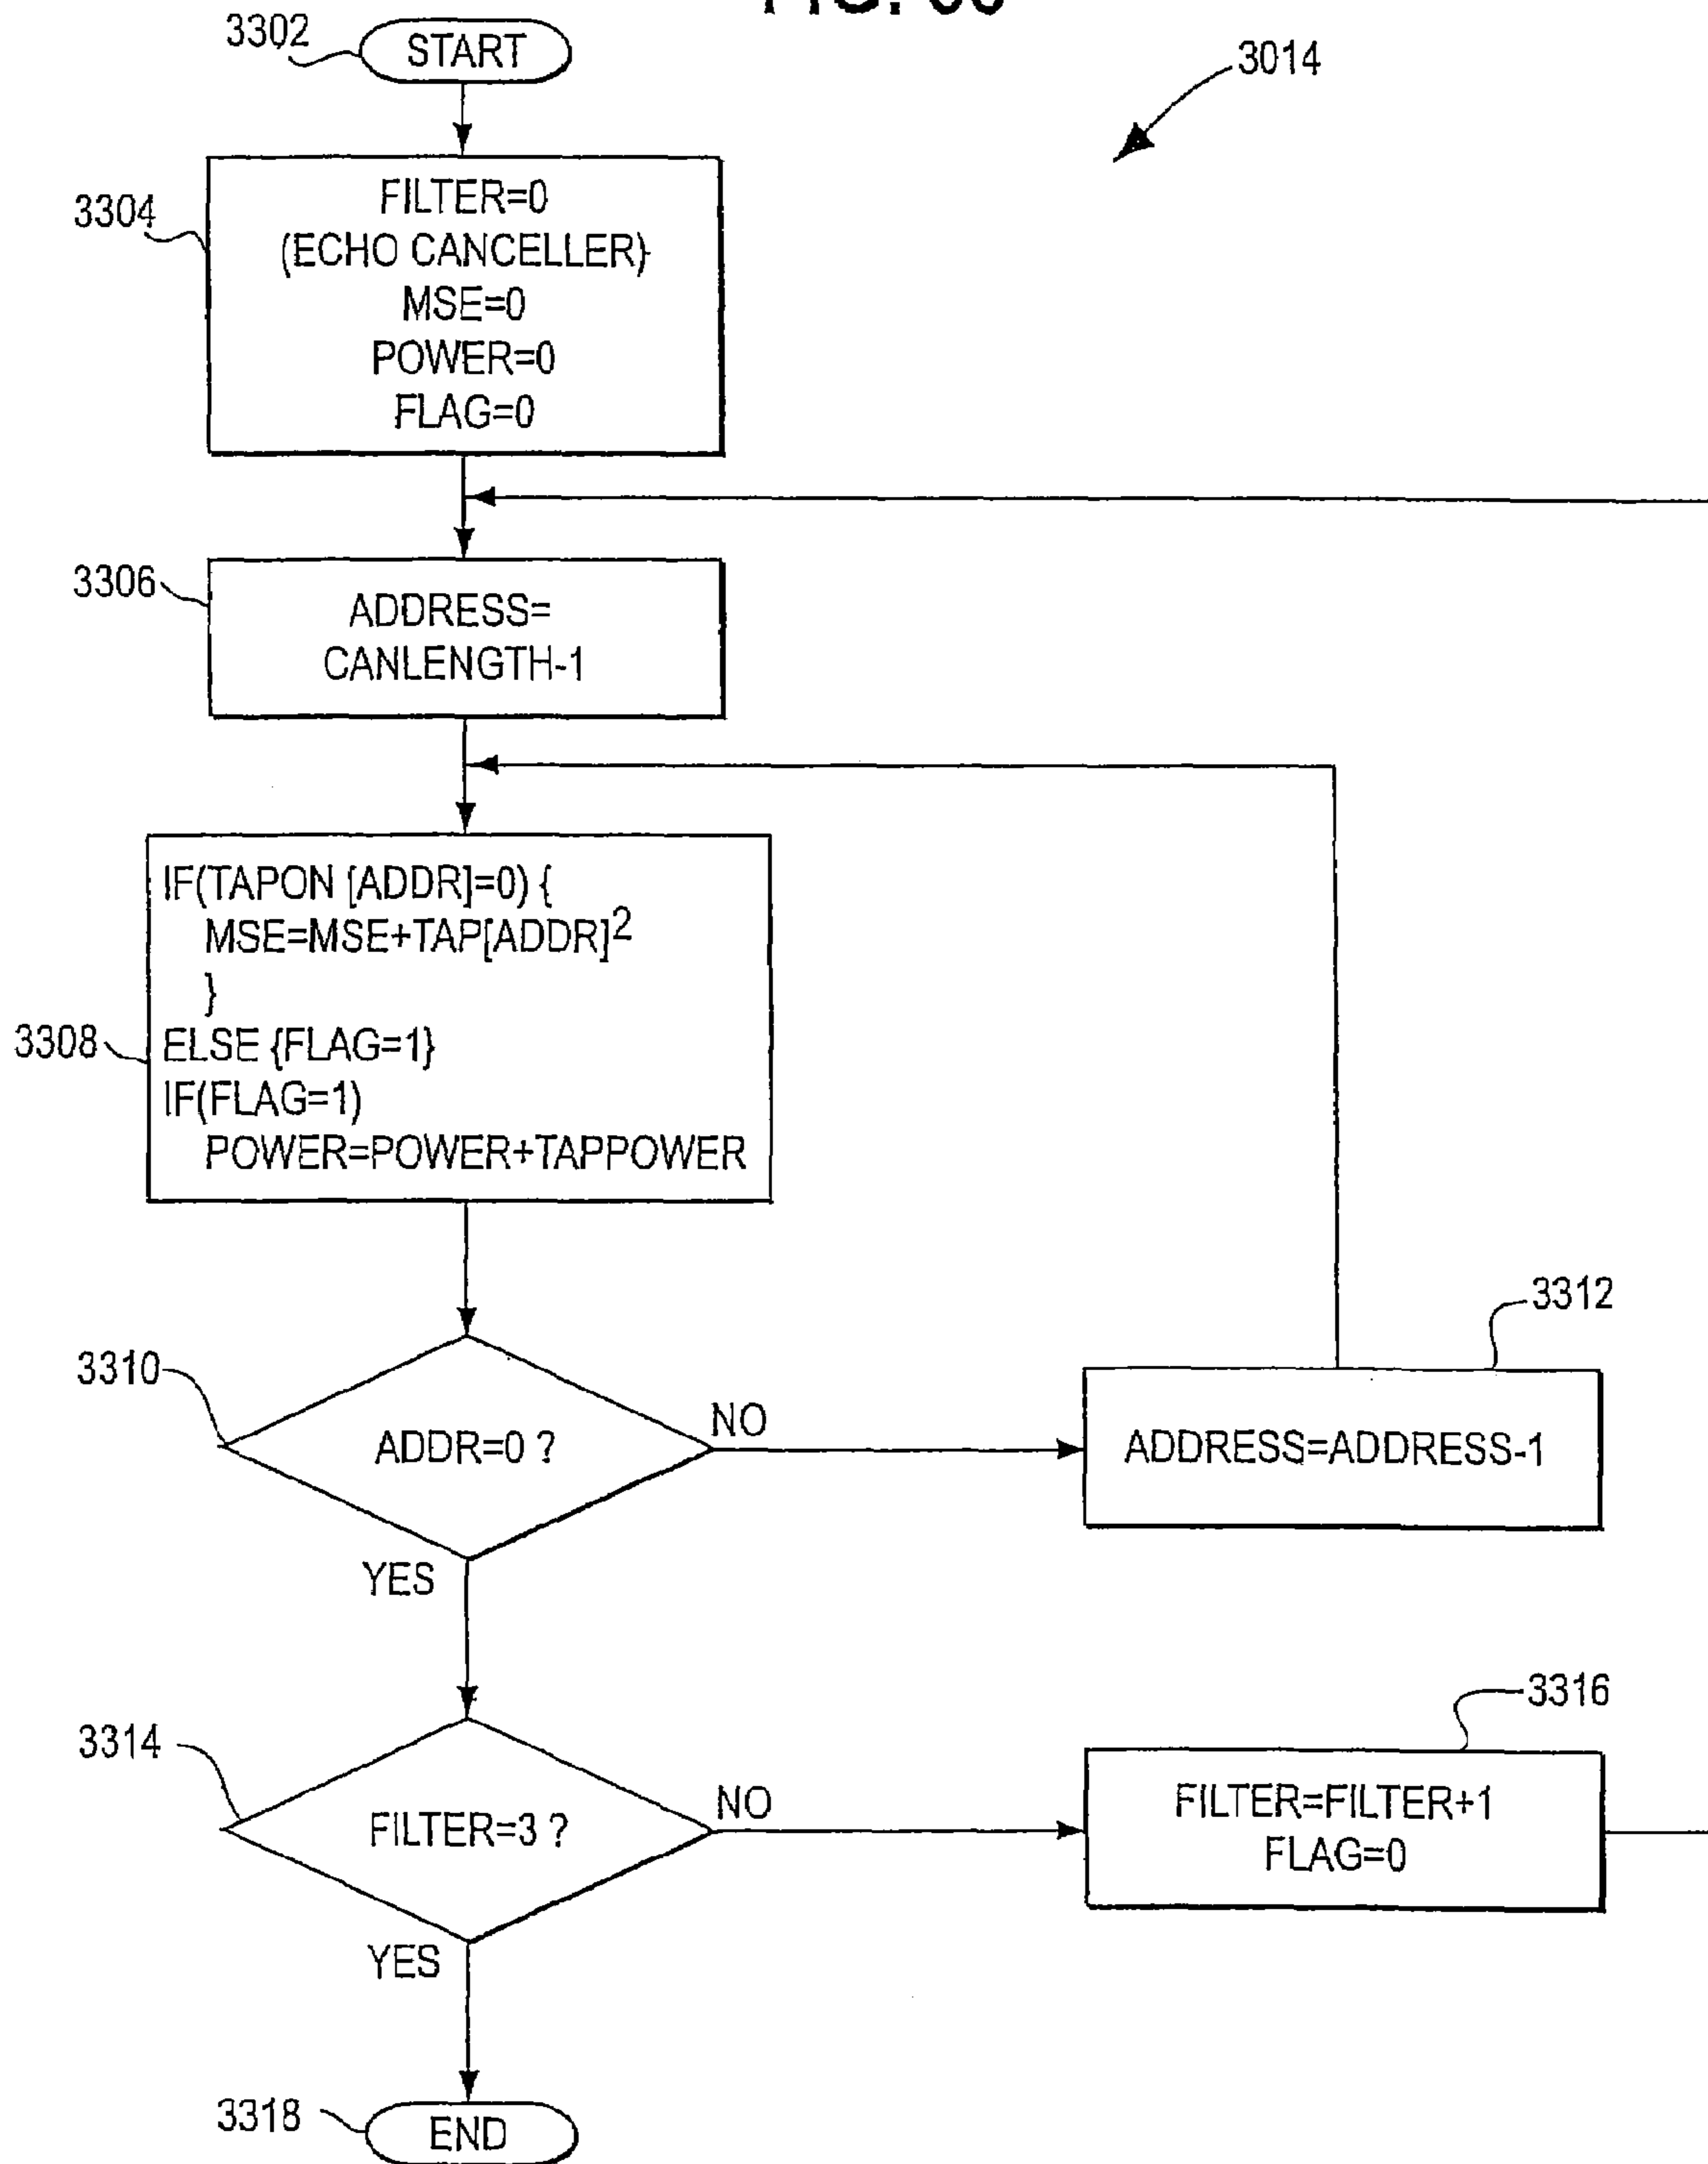 3302
START
3014
3304
FILTER=0
(ECHO CANCELLER)
MSE=0
POWER=0
FLAG=0
3306
ADDRESS=
CANLENGTH-1
IF(TAPON [ADDR]=0) {
MSE=MSE+TAP[ADDR]2
}
3308
ELSE {FLAG=1}
IF(FLAG=1)
POWER=POWER+TAPPOWER
3312
3310
ADDR=0 ?
NO
ADDRESS=ADDRESS-1
YES
3316
3314
FILTER=3 ?
NO
FILTER=FILTER+1
FLAG=0
YES
3318
END